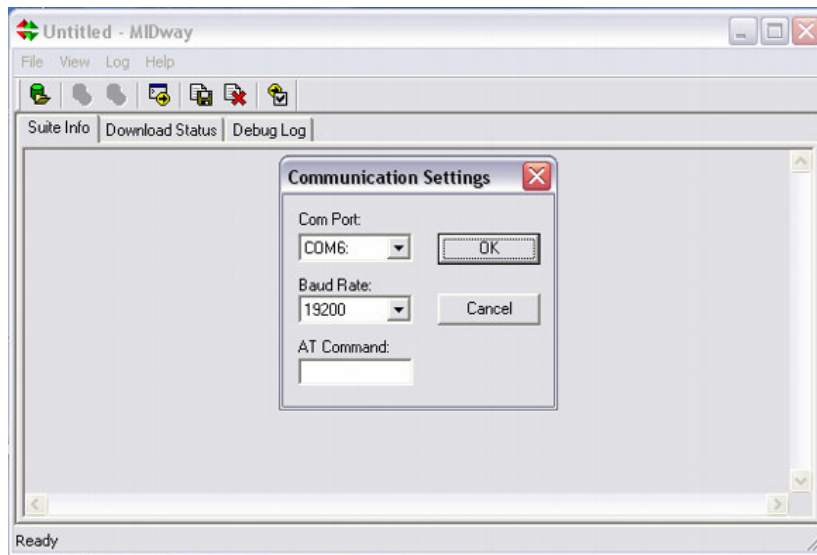 Untitled - MIDway
File View Log Help
Suite Info Download Status Debug Log
Communication Settings
Com Port:
COM6:
OK
Baud Rate:
19200
Cancel
AT Command:
Ready